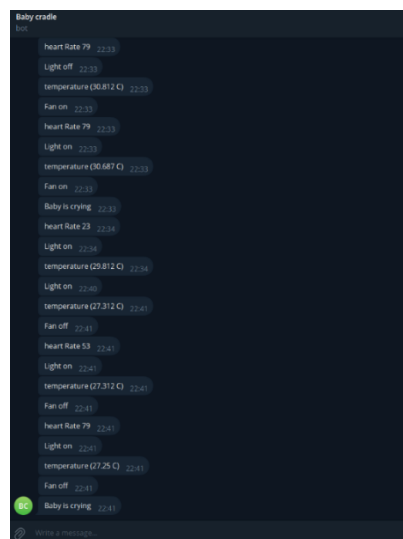 Baby cradle
bot
heart Rate 79 22:33
Light off 22:33
temperature (30.812 C) 22:33
Fan on 22:33
heart Rate 79 22:33
Light on 22:33
temperature (30.687 C) 22:33
Fan on 22:33
Baby is crying 22:33
heart Rate 23 22:34
Light on 22:34
temperature (29.812 C) 22:34
Light on 22:40
temperature (27.312 C) 22:41
Fan off 22:41
heart Rate 53 22:41
Light on 22:41
temperature (27.312 C) 22:41
Fan off 22:41
heart Rate 79 22:41
Light on 22:41
temperature (27.25 C) 22:41
Fan off 22:41
BC Baby is crying 22:41
Write a message...